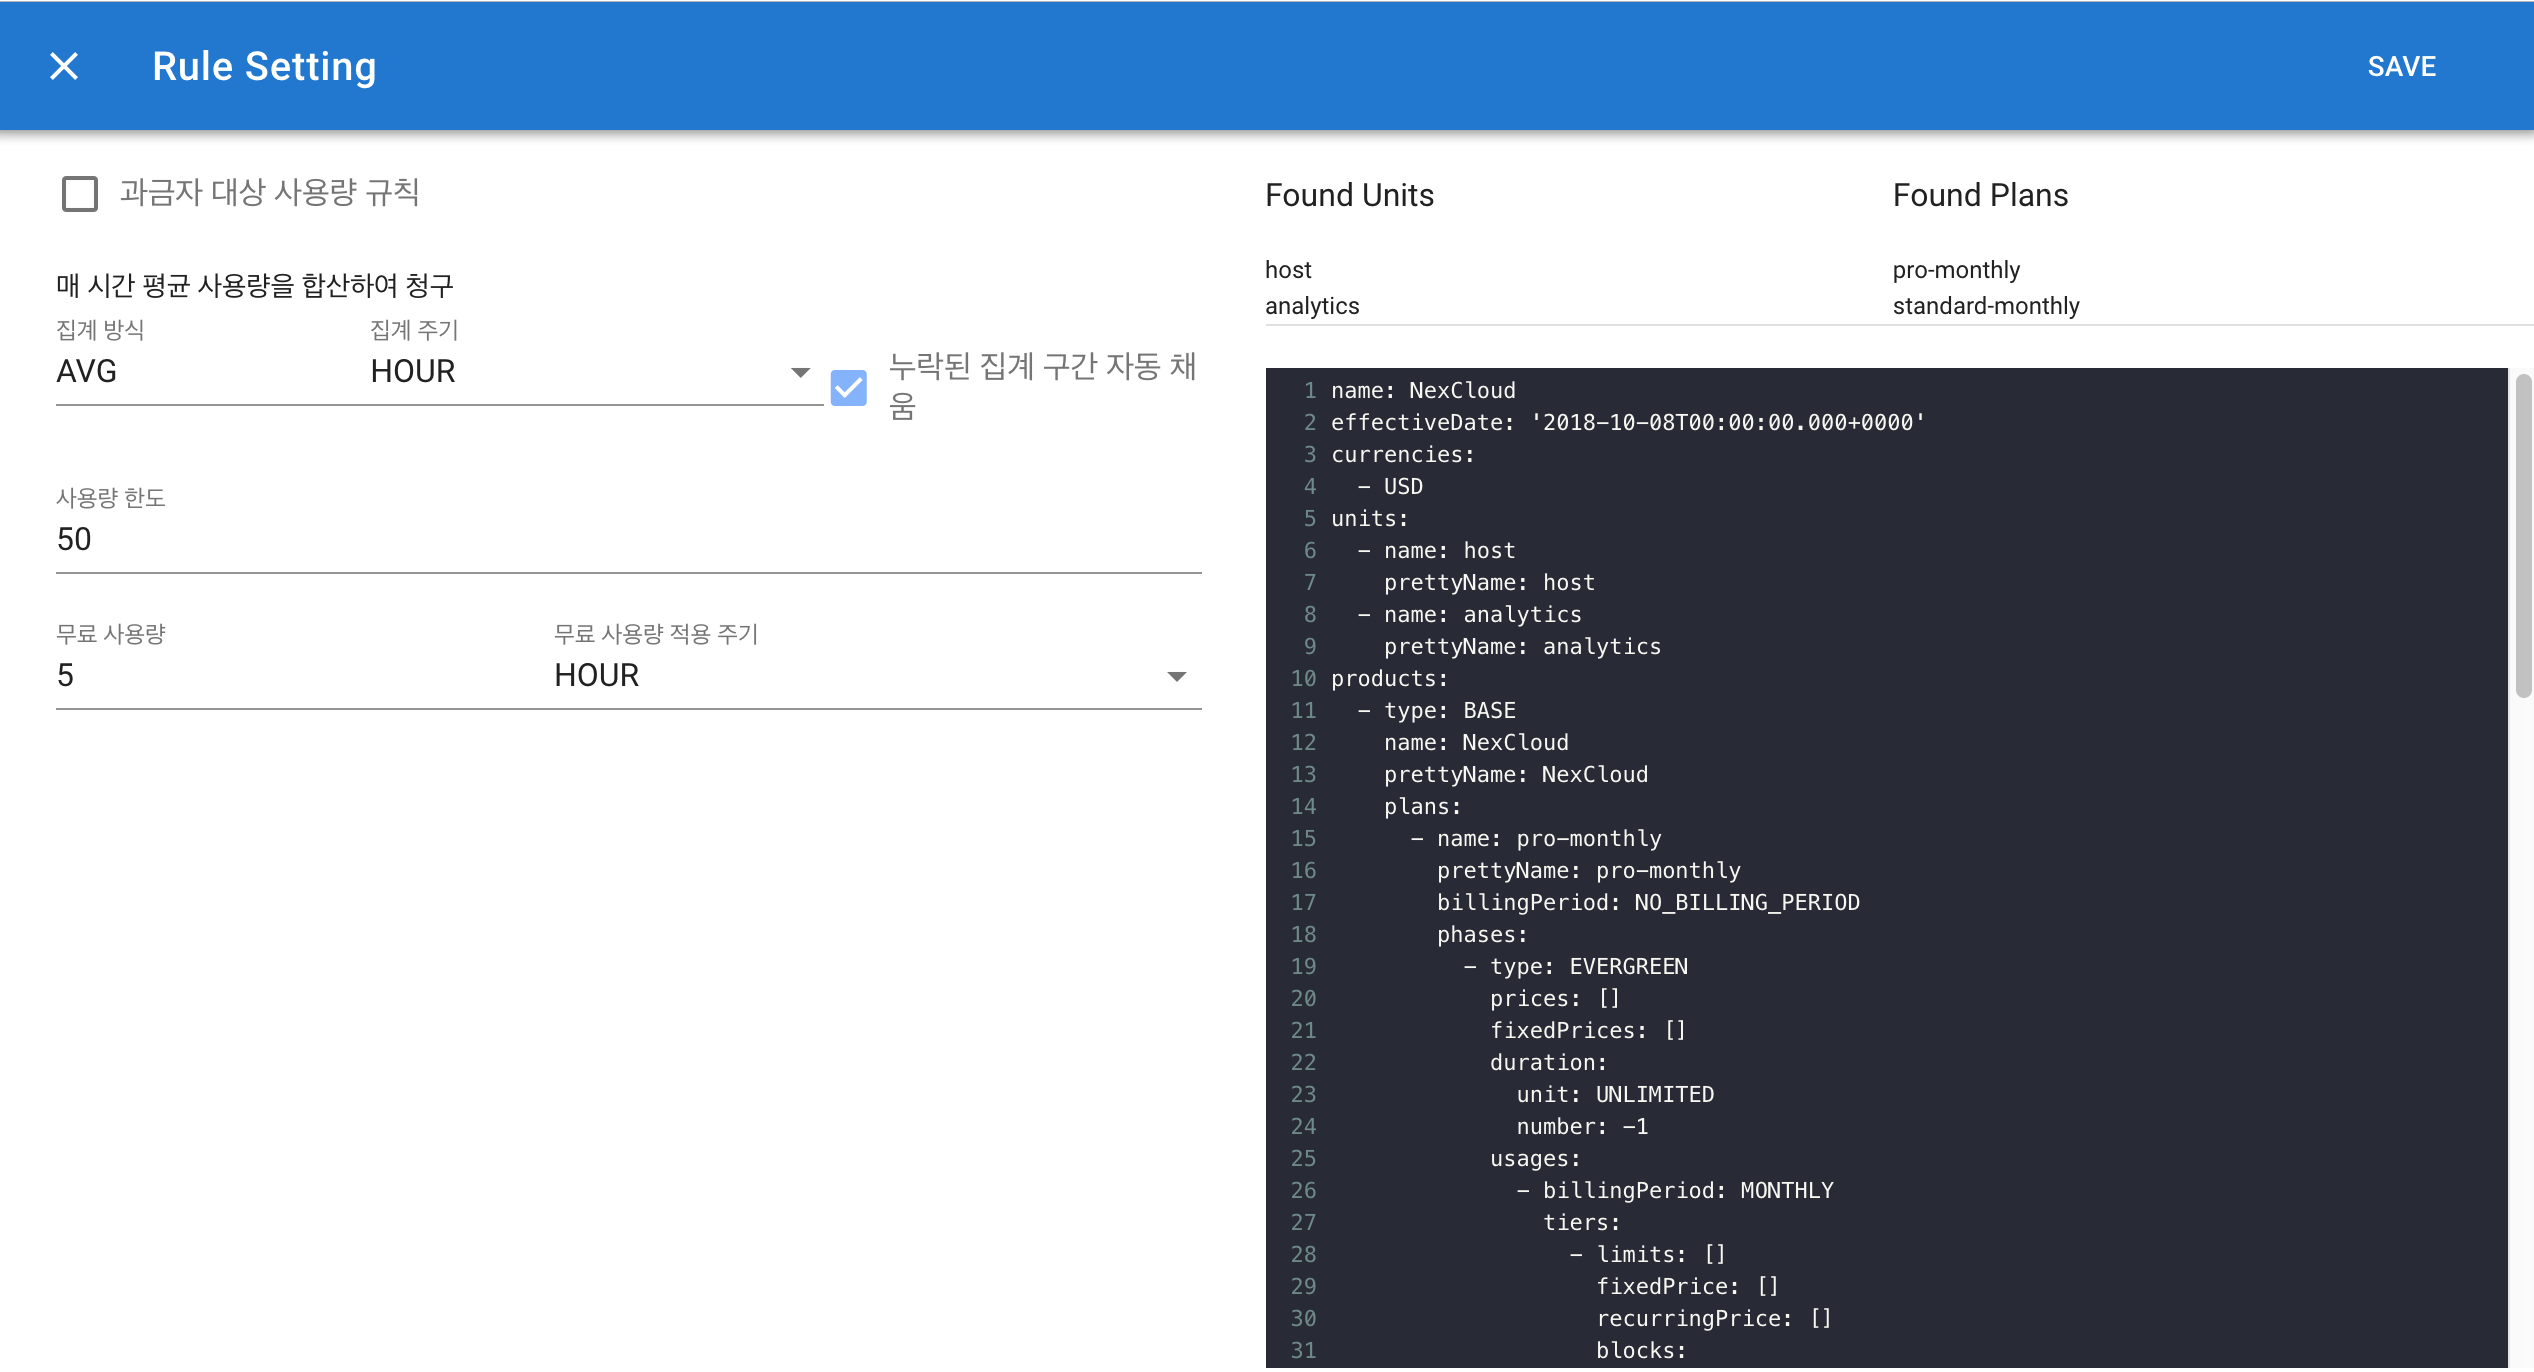 Rule Setting
SAVE
과금자 대상 사용량 규칙
매 시간 평균 사용량을 합산하여 청구
집계 방식
AVG
집계 주기
HOUR
누락된 집계 구간 자동 채
움
사용량 한도
50
무료 사용량
5
무료 사용량 적용 주기
HOUR
Found Units
host
analytics
Found Plans
pro-monthly
standard-monthly
1 name: NexCloud
2 effectiveDate: '2018-10-08T00:00:00.000+0000'
3 currencies:
4   - USD
5 units:
6   - name: host
7     prettyName: host
8   - name: analytics
9     prettyName: analytics
10 products:
11   - type: BASE
12     name: NexCloud
13     prettyName: NexCloud
14     plans:
15       - name: pro-monthly
16         prettyName: pro-monthly
17         billingPeriod: NO_BILLING_PERIOD
18         phases:
19           - type: EVERGREEN
20             prices: []
21             fixedPrices: []
22             duration:
23               unit: UNLIMITED
24               number: -1
25             usages:
26               - billingPeriod: MONTHLY
27                 tiers:
28                   - limits: []
29                     fixedPrice: []
30                     recurringPrice: []
31                     blocks: